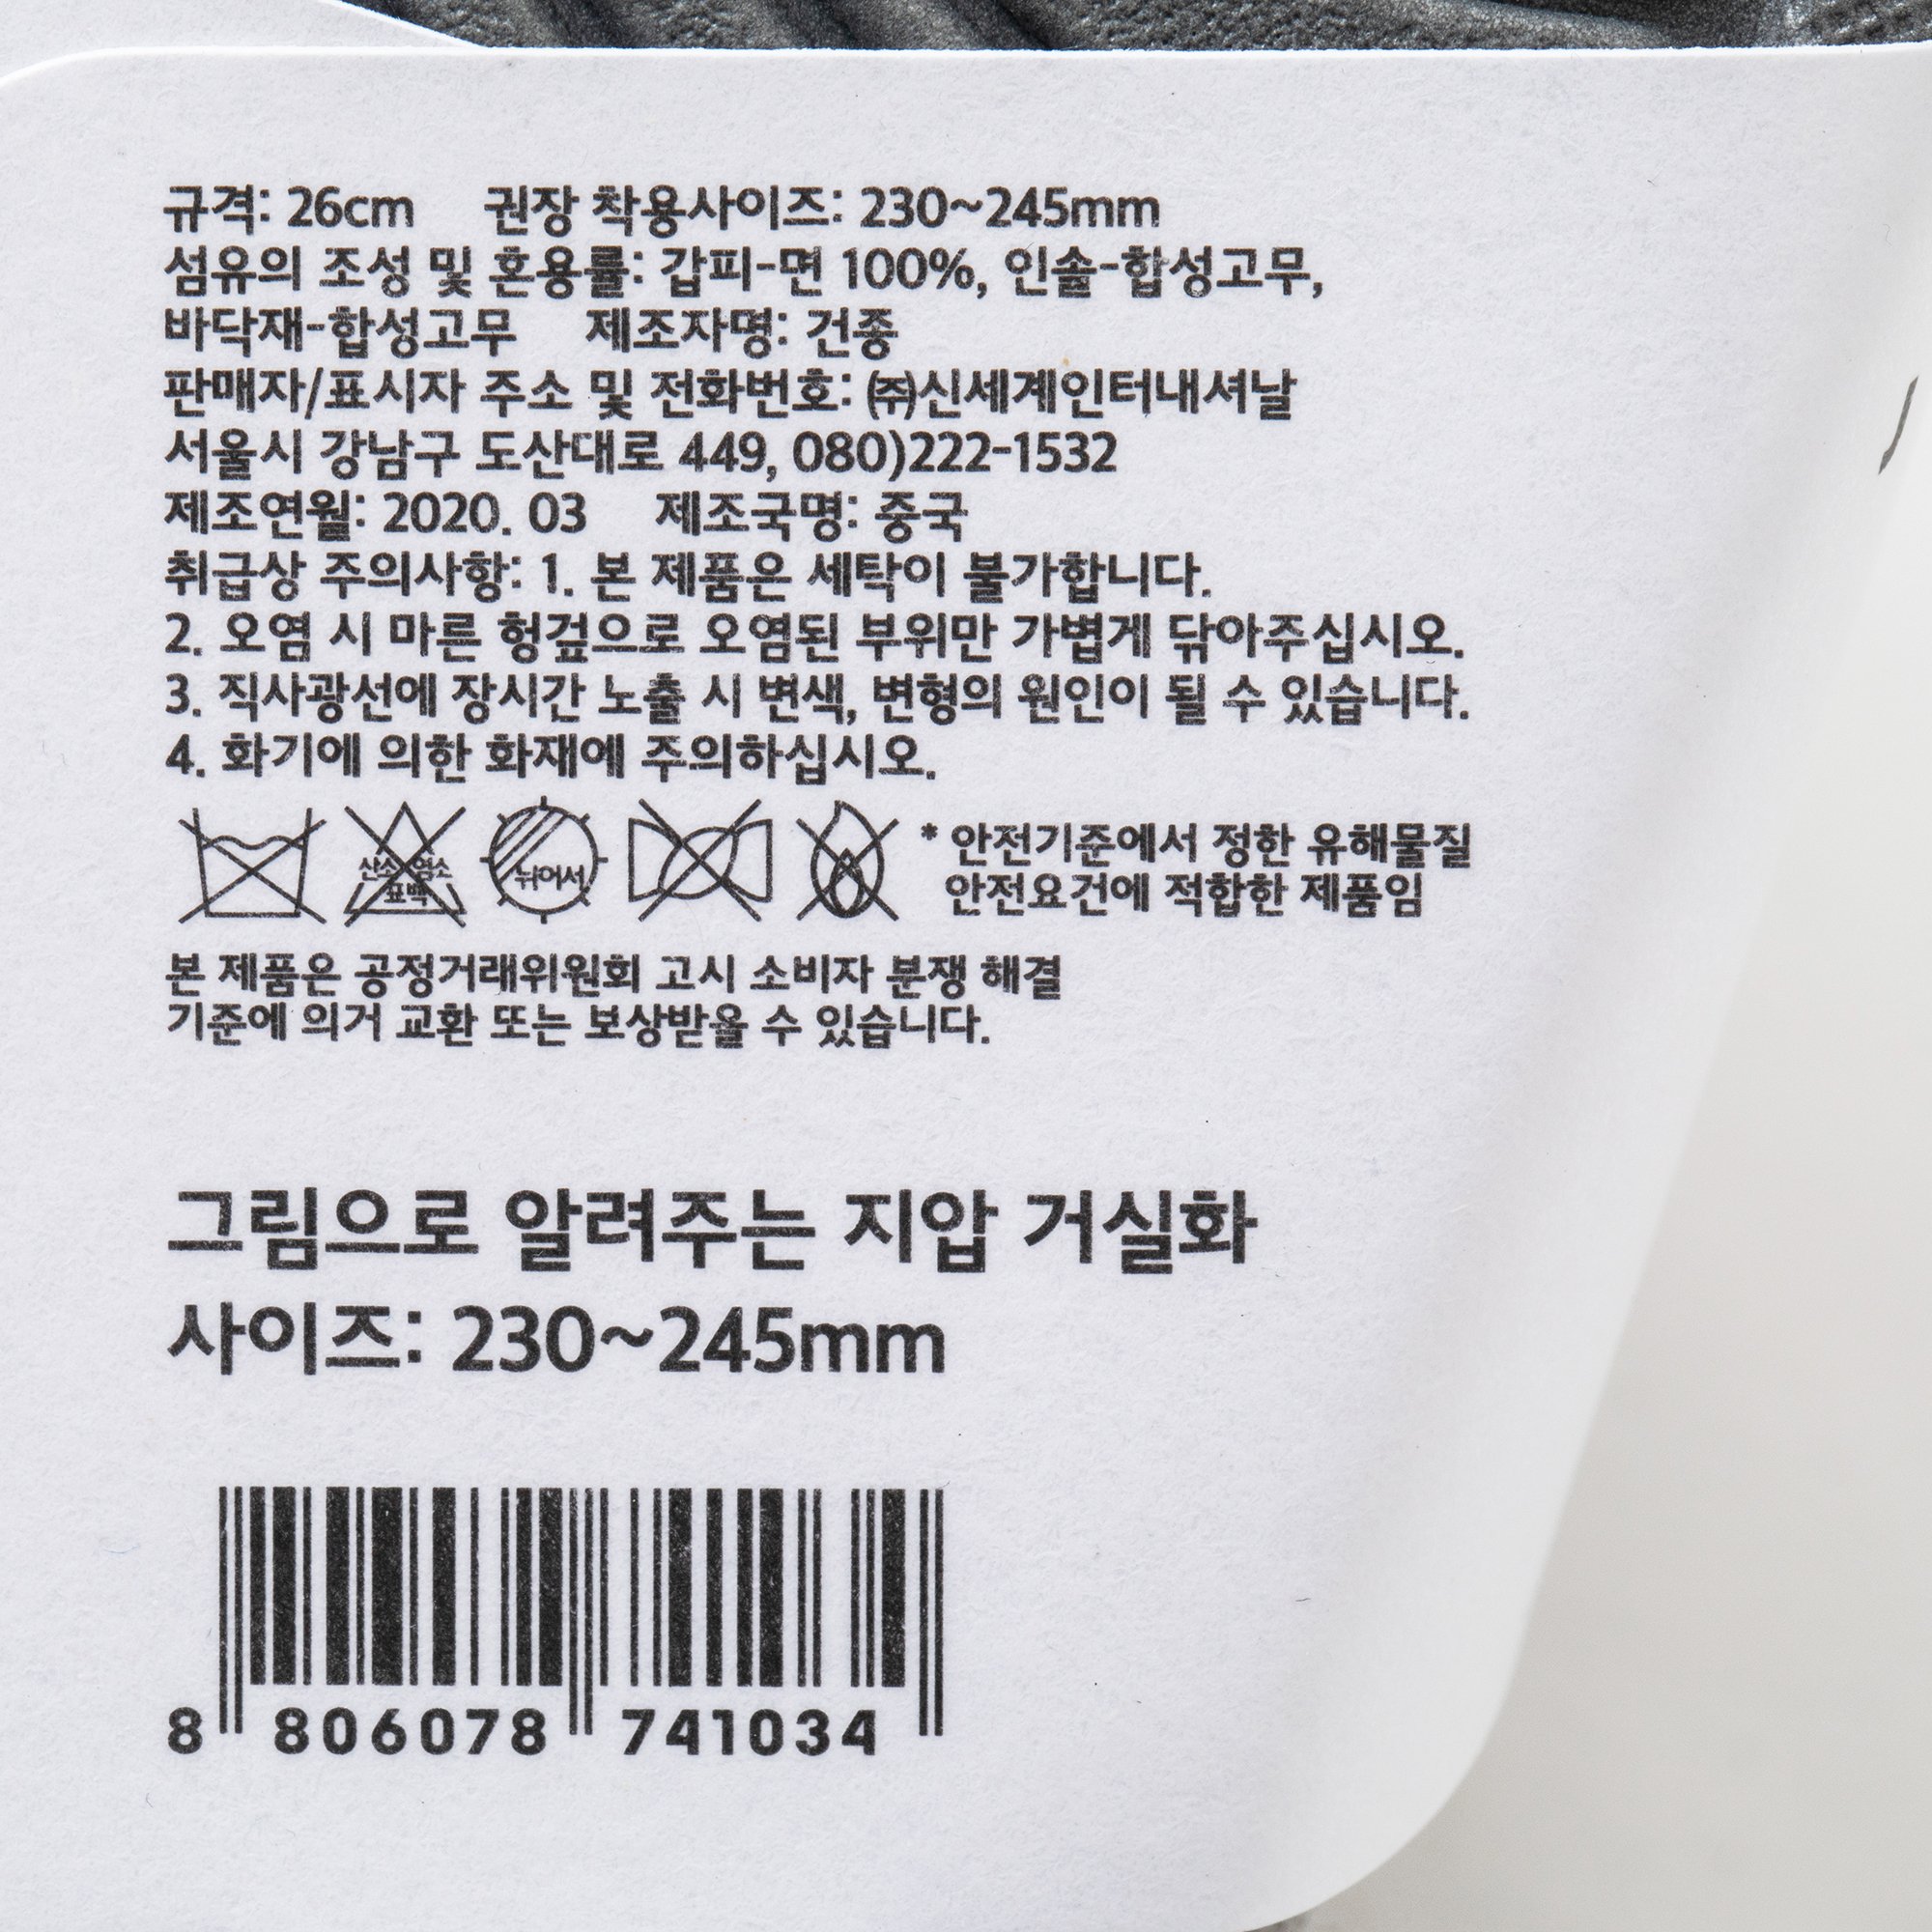 규격: 26cm 권장 착용사이즈: 230~245mm
섬유의 조성 및 혼용률: 갑피-면 100%, 인솔-합성고무,
바닥재-합성고무 제조자명: 건종
판매자/표시자 주소 및 전화번호: ㈜신세계인터내셔날
서울시 강남구 도산대로 449, 080)222-1532
제조연월: 2020. 03 제조국명: 중국
취급상 주의사항: 1. 본 제품은 세탁이 불가합니다.
2. 오염 시 마른 헝겊으로 오염된 부위만 가볍게 닦아주십시오.
3. 직사광선에 장시간 노출 시 변색, 변형의 원인이 될 수 있습니다.
4. 화기에 의한 화재에 주의하십시오.
산소 염소
표백
뉘어서
* 안전기준에서 정한 유해물질
안전요건에 적합한 제품임
본 제품은 공정거래위원회 고시 소비자 분쟁 해결
기준에 의거 교환 또는 보상받을 수 있습니다.
그림으로 알려주는 지압 거실화
사이즈: 230~245mm
8 806078 741034